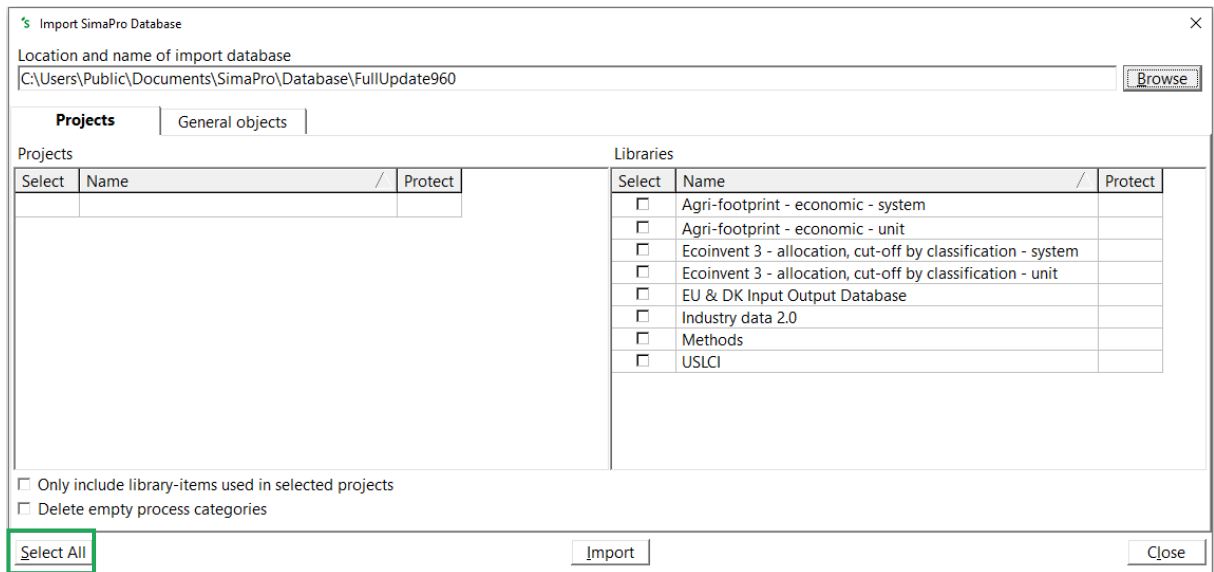 Import SimaPro Database
Location and name of import database
C:\Users\Public\Documents\SimaPro\Database\FullUpdate960
Browse
Projects
General objects
Projects
Select Name Protect
Libraries
Select Name Protect
Agri-footprint - economic - system
Agri-footprint - economic - unit
Ecoinvent 3 - allocation, cut-off by classification - system
Ecoinvent 3 - allocation, cut-off by classification - unit
EU & DK Input Output Database
Industry data 2.0
Methods
USLCI
Only include library-items used in selected projects
Delete empty process categories
Select All
Import
Close